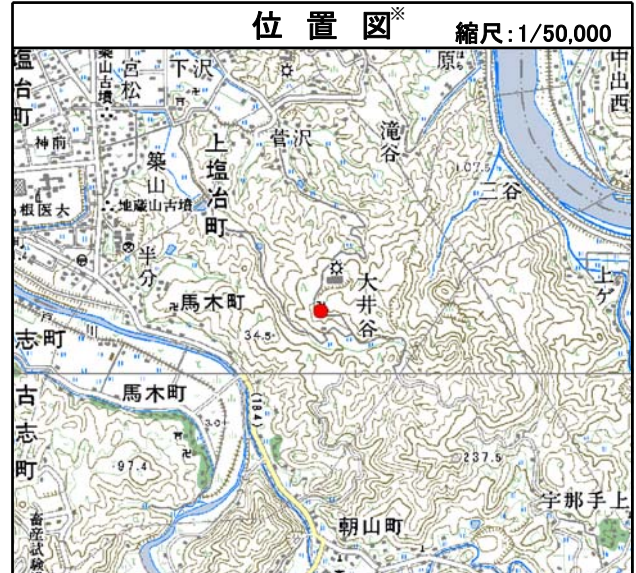 位置図※
縮尺:1/50,000
塩冶町
築山古墳
宮松
下沢
原
中出西
神前
菅沢
滝谷
上塩冶町
築山
107.5
三谷
根医大
地蔵山古墳
半分
大井谷
上ゲ
馬木町
志町
川
34.5
馬木町
(184)
古志町
97.4
237.5
宇那手上
朝山町
畜産試験